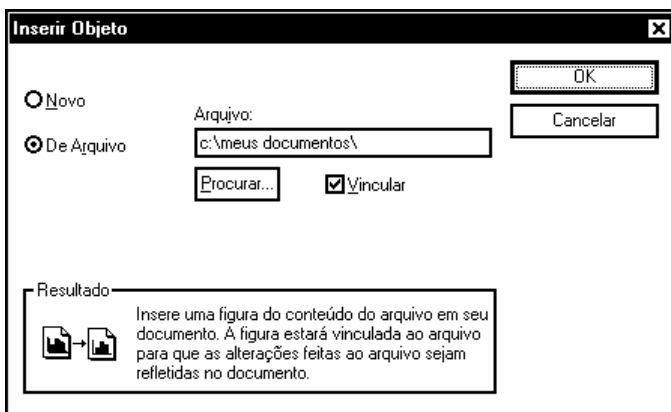 Inserir Objeto
OK
Novo
Arquivo:
Cancelar
De Arquivo
c:\meus documentos\
Procurar...
Vincular
Resultado
Insere uma figura do conteúdo do arquivo em seu
documento. A figura estará vinculada ao arquivo
para que as alterações feitas ao arquivo sejam
refletidas no documento.